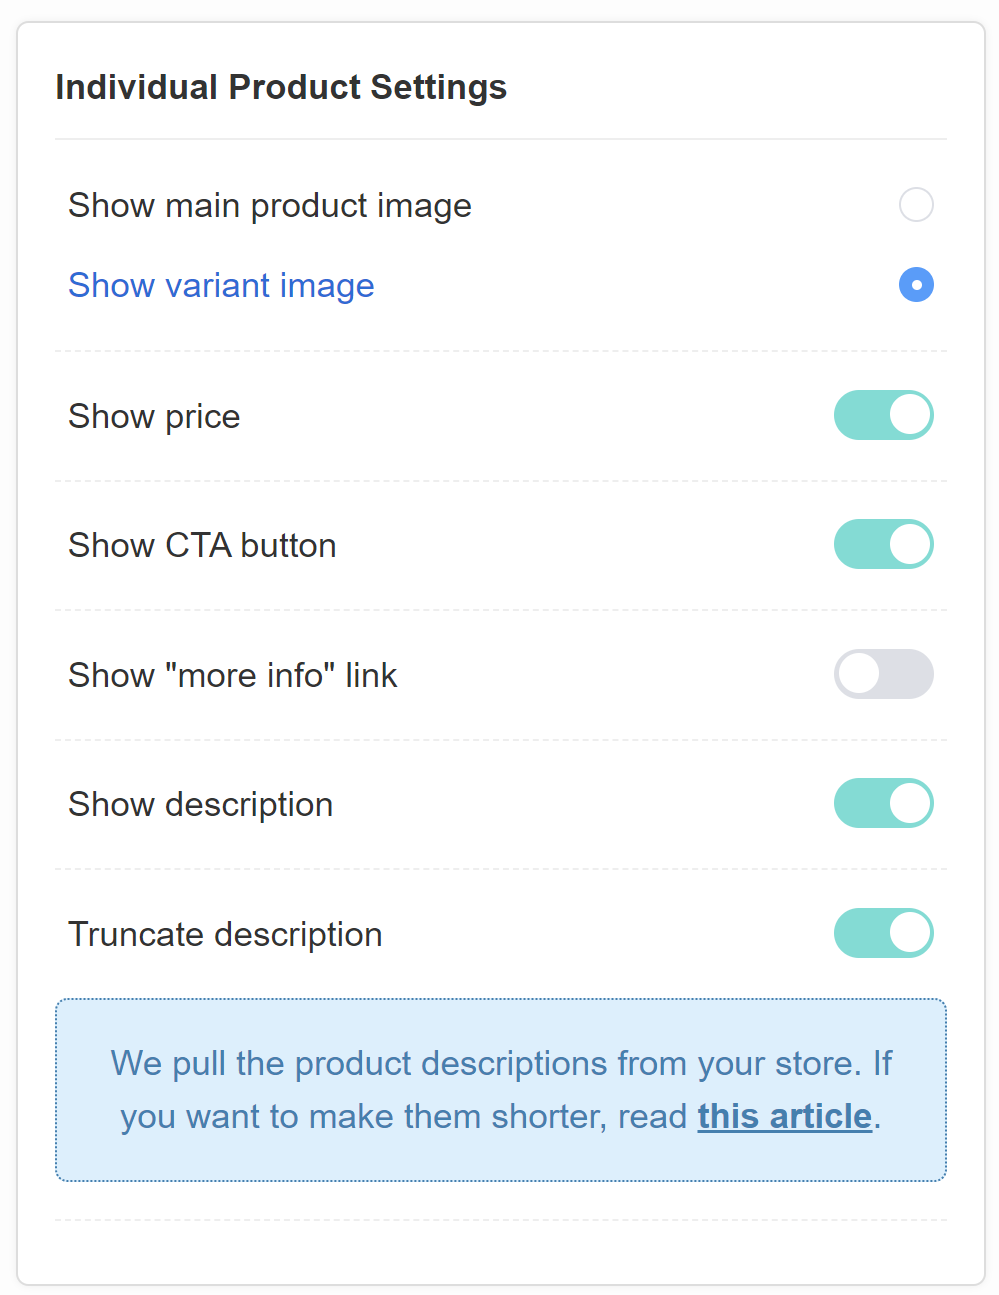 Individual Product Settings
Show main product image
Show variant image
Show price
Show CTA button
Show "more info" link
Show description
Truncate description
We pull the product descriptions from your store. If
you want to make them shorter, read this article.